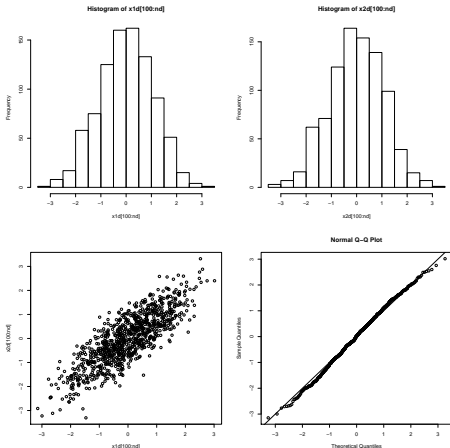 Histogram of x1d[100:nd]
Frequency
0 50 100 150
−3 −2 −1 0 1 2 3
x1d[100:nd]
Histogram of x2d[100:nd]
Frequency
0 50 100 150
−3 −2 −1 0 1 2 3
x2d[100:nd]
x2d[100:nd]
−3 −2 −1 0 1 2 3
−3 −2 −1 0 1 2 3
x1d[100:nd]
Normal Q−Q Plot
Sample Quantiles
−3 −2 −1 0 1 2 3
−3 −2 −1 0 1 2 3
Theoretical Quantiles